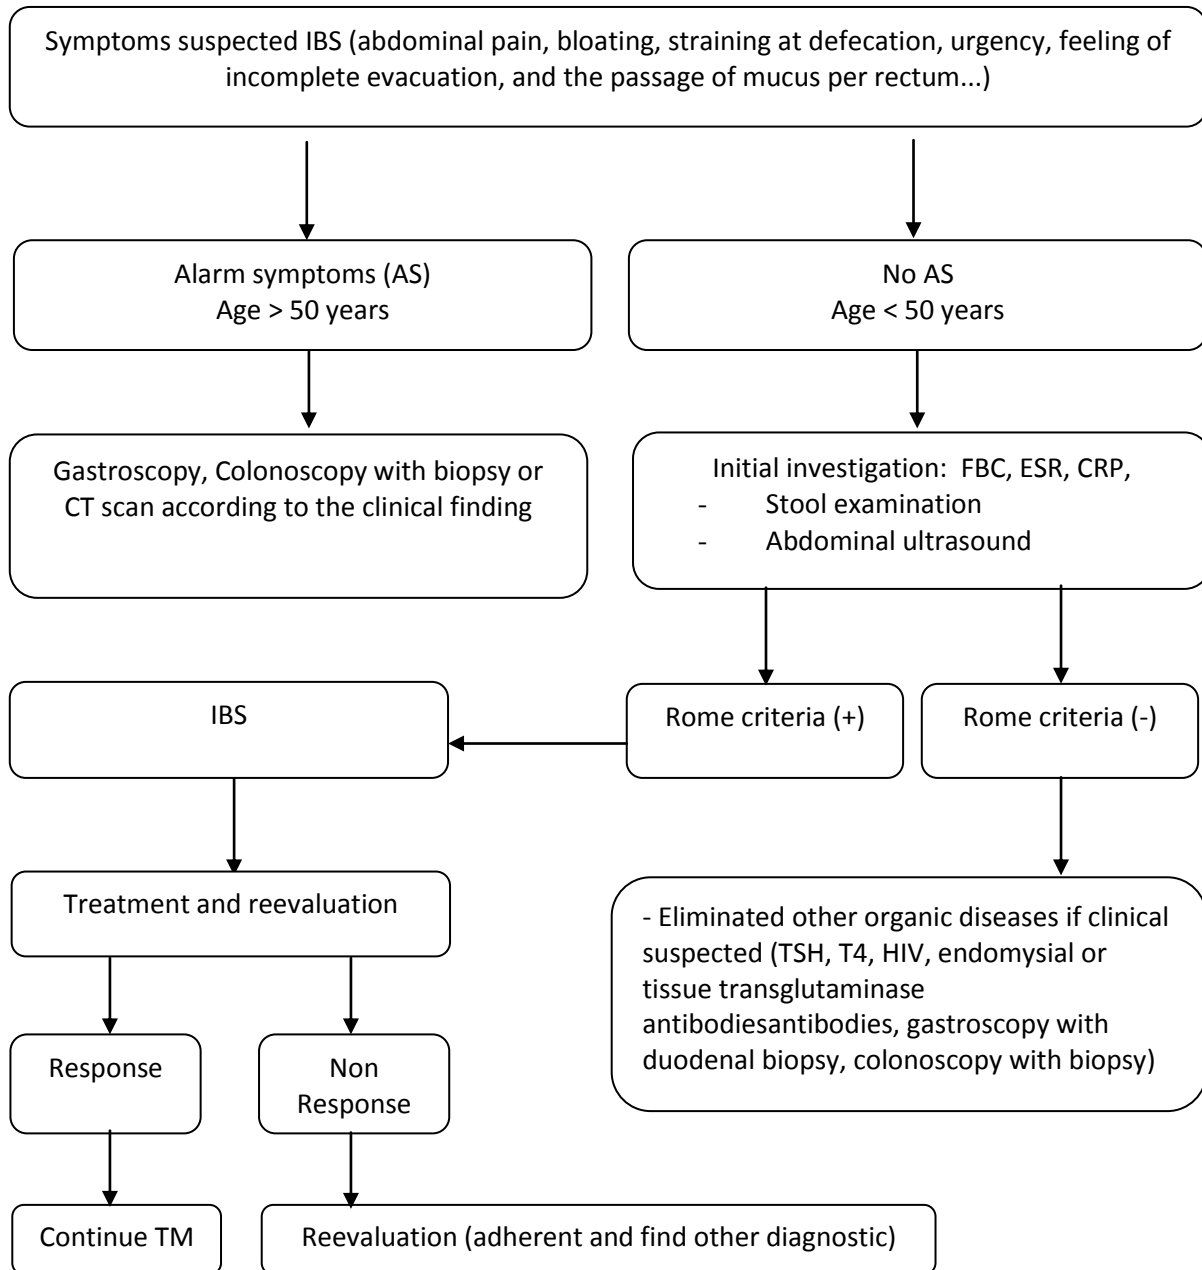 Symptoms suspected IBS (abdominal pain, bloating, straining at defecation, urgency, feeling of
incomplete evacuation, and the passage of mucus per rectum...)
Alarm symptoms (AS)
Age > 50 years
No AS
Age < 50 years
Gastroscopy, Colonoscopy with biopsy or
CT scan according to the clinical finding
Initial investigation: FBC, ESR, CRP,
- Stool examination
- Abdominal ultrasound
IBS
Rome criteria (+)
Rome criteria (-)
Treatment and reevaluation
- Eliminated other organic diseases if clinical
suspected (TSH, T4, HIV, endomysial or
tissue transglutaminase
antibodiesantibodies, gastroscopy with
duodenal biopsy, colonoscopy with biopsy)
Response
Non
Response
Continue TM
Reevaluation (adherent and find other diagnostic)